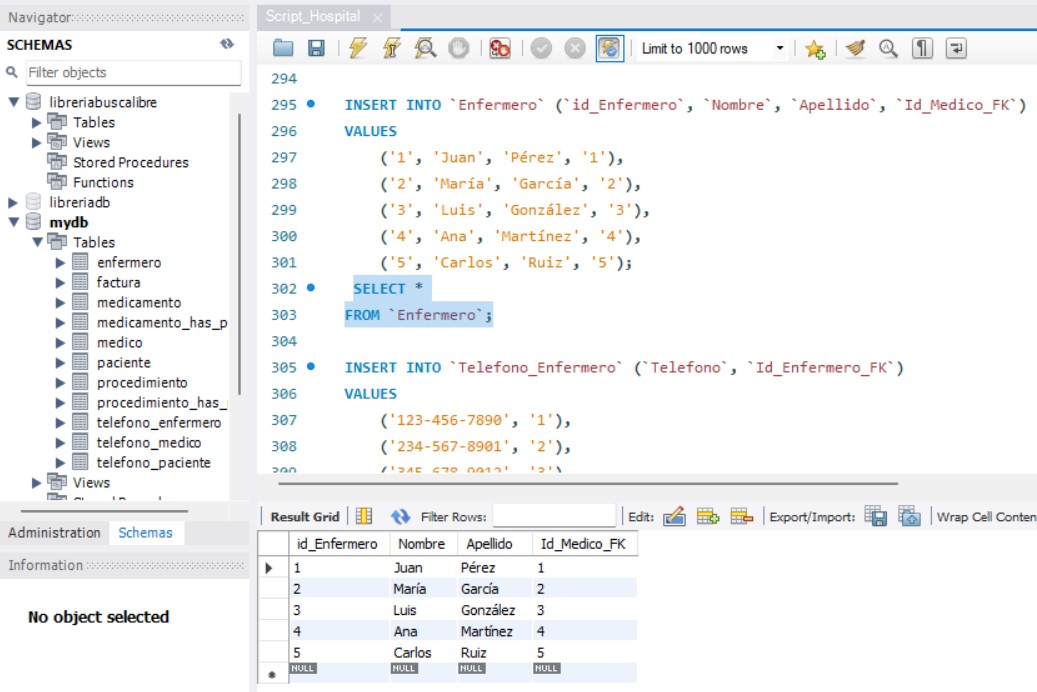 Navigator
SCHEMAS
Filter objects
libreriabuscalibre
Tables
Views
Stored Procedures
Functions
libreriadb
mydb
Tables
enfermero
factura
medicamento
medicamento_has_p
medico
paciente
procedimiento
procedimiento_has_
telefono_enfermero
telefono_medico
telefono_paciente
Views
Administration Schemas
Information
No object selected
Script_Hospital
Limit to 1000 rows
294
295 INSERT INTO `Enfermero` (`id_Enfermero`, `Nombre`, `Apellido`, `Id_Medico_FK`)
296 VALUES
297 ('1', 'Juan', 'Pérez', '1'),
298 ('2', 'María', 'García', '2'),
299 ('3', 'Luis', 'González', '3'),
300 ('4', 'Ana', 'Martínez', '4'),
301 ('5', 'Carlos', 'Ruiz', '5');
302 SELECT *
303 FROM `Enfermero`;
304
305 INSERT INTO `Telefono_Enfermero` (`Telefono`, `Id_Enfermero_FK`)
306 VALUES
307 ('123-456-7890', '1'),
308 ('234-567-8901', '2'),
309 ('345-678-9012', '3')
Result Grid Filter Rows: Edit: Export/Import: Wrap Cell Conten
id_Enfermero Nombre Apellido Id_Medico_FK
1 Juan Pérez 1
2 María García 2
3 Luis González 3
4 Ana Martínez 4
5 Carlos Ruiz 5
NULL NULL NULL NULL